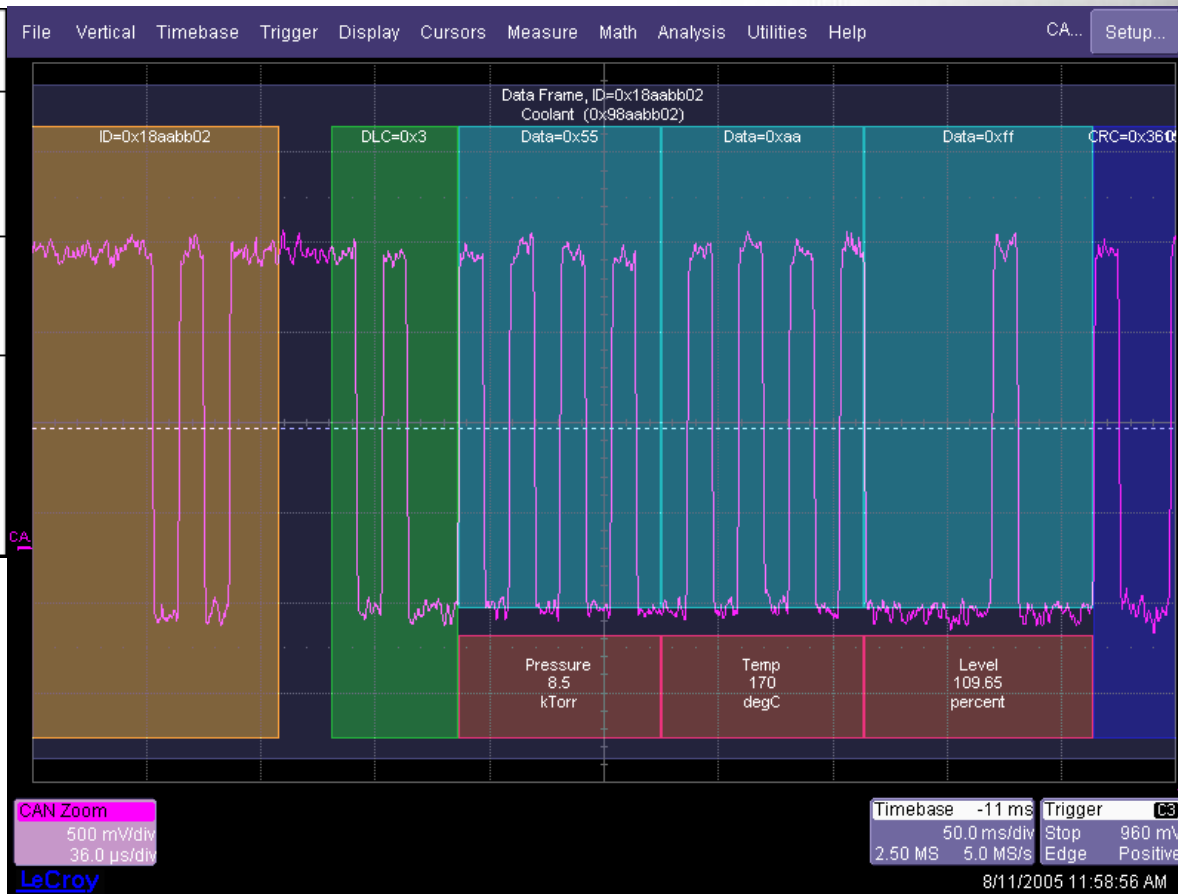 File Vertical Timebase Trigger Display Cursors Measure Math Analysis Utilities Help CA... Setup...
Data Frame, ID=0x18aabb02
Coolant (0x98aabb02)
ID=0x18aabb02 DLC=0x3 Data=0x55 Data=0xaa Data=0xff
CA
Pressure Temp Level
8.5 170 109.65
kTorr degC percent
CAN Zoom
500 mV/div
36.0 µs/div
Timebase -11 ms
50.0 ms/div
2.50 MS 5.0 MS/s
Trigger C3
Stop 960 mV
Edge Positive
LeCroy
8/11/2005 11:58:56 AM